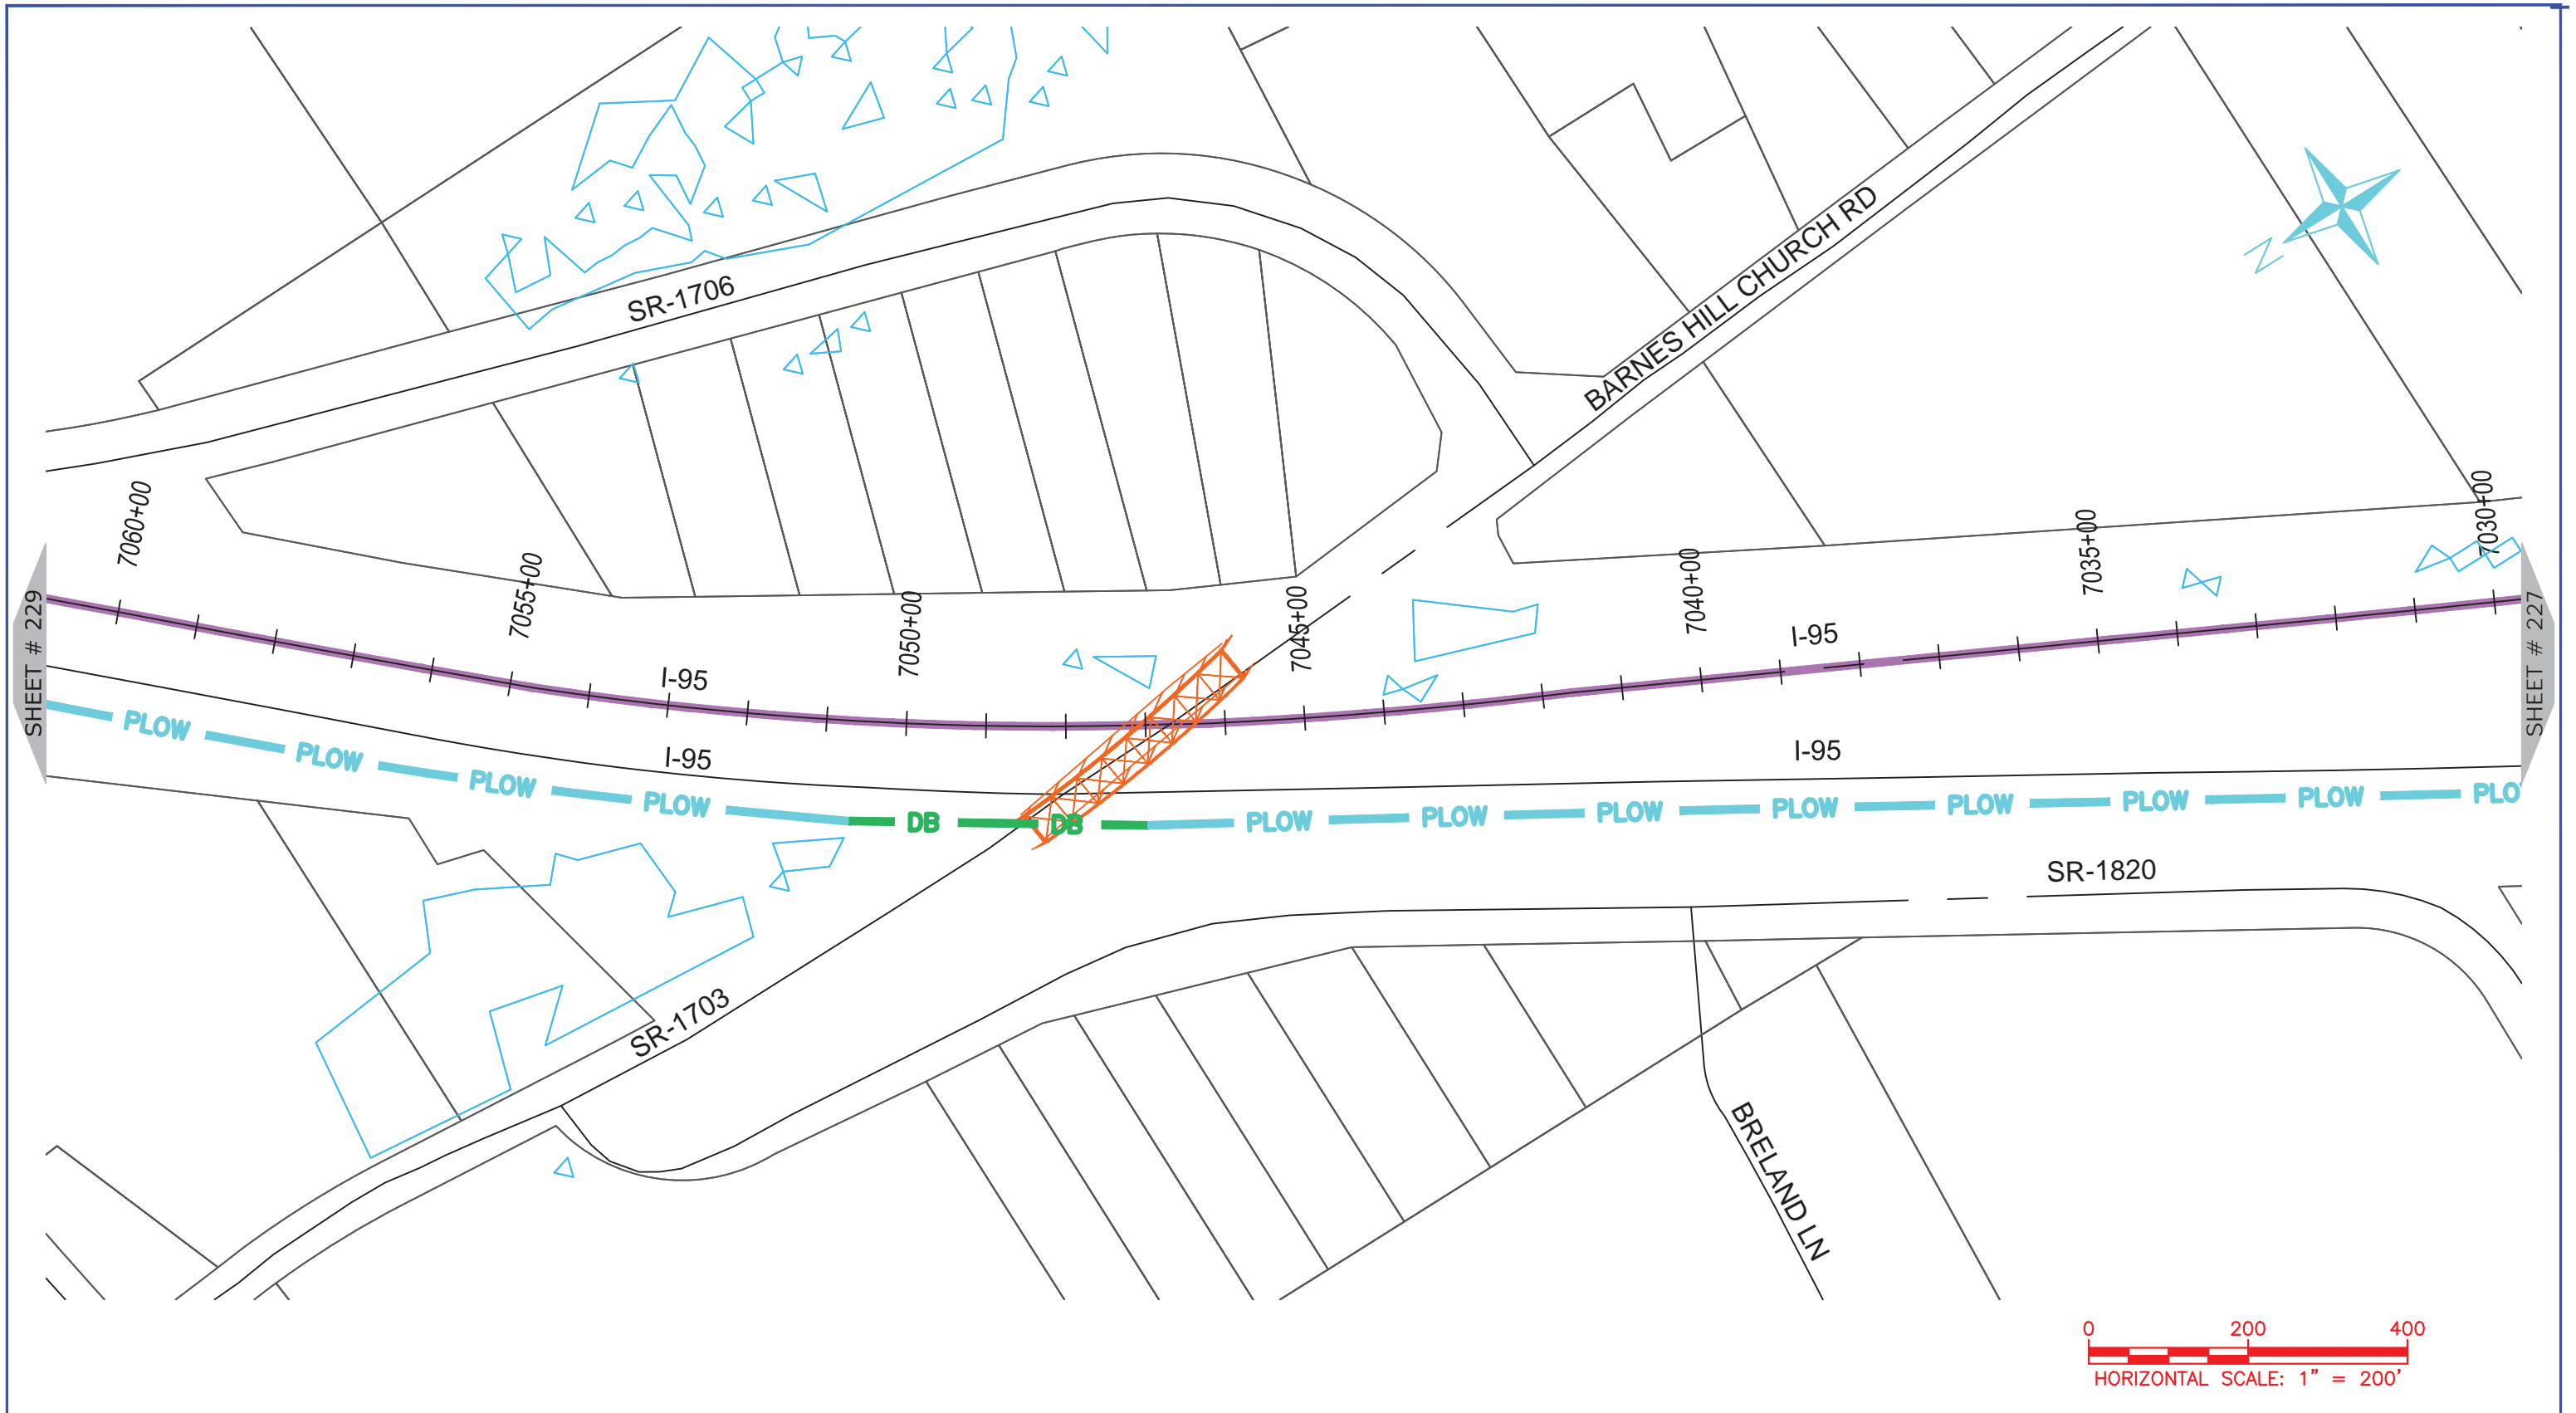 N
SR-1706
BARNES HILL CHURCH RD
7060+00
7055+00
7050+00
7045+00
7040+00
7035+00
7030+00
SHEET # 229
SHEET # 227
I-95
I-95
I-95
I-95
PLOW
PLOW
PLOW
PLOW
DB
DB
PLOW
PLOW
PLOW
PLOW
PLOW
PLOW
PLOW
PLO
SR-1820
SR-1703
BRELAND LN
0 200 400
HORIZONTAL SCALE: 1” = 200’